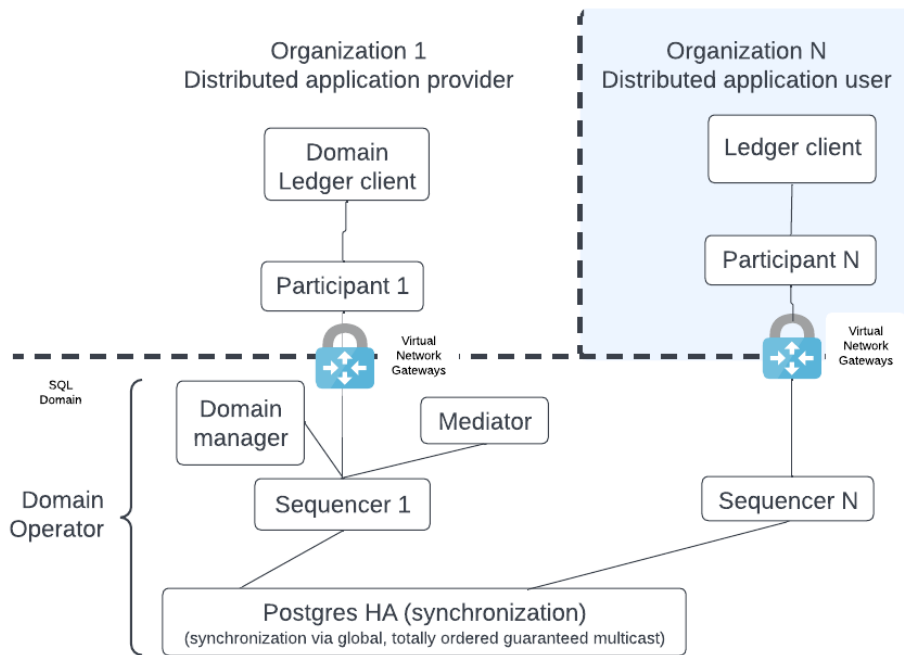 Organization 1
Distributed application provider
Organization N
Distributed application user
Domain
Ledger client
Ledger client
Participant 1
Participant N
Virtual
Network
Gateways
Virtual
Network
Gateways
SQL
Domain
Domain
manager
Mediator
Domain
Operator
Sequencer 1
Sequencer N
Postgres HA (synchronization)
(synchronization via global, totally ordered guaranteed multicast)